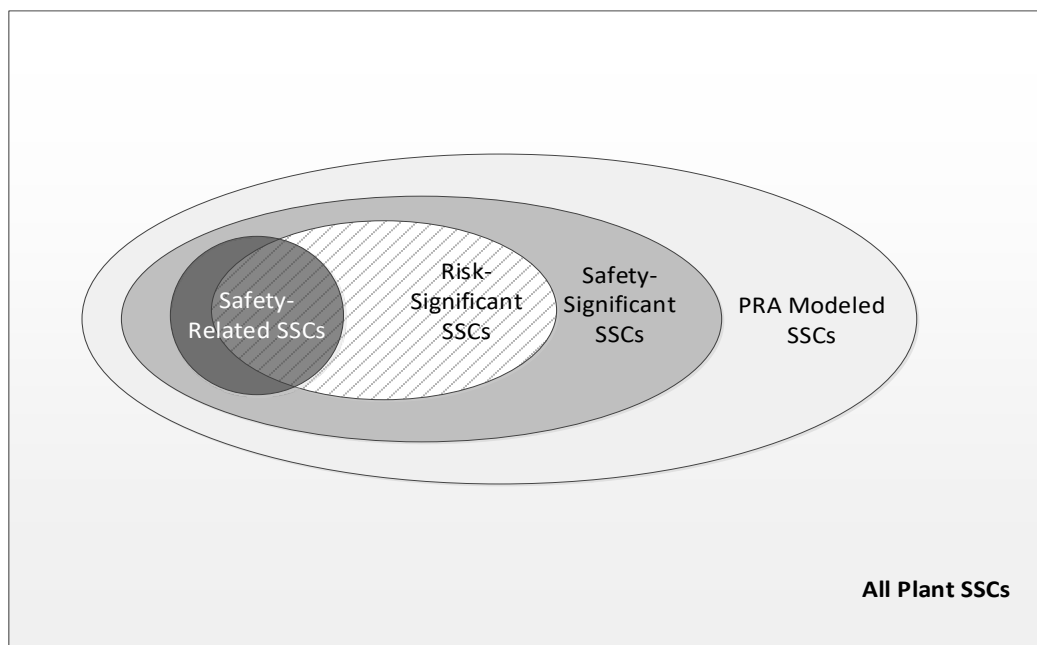 Safety-
Related SSCs
Risk-
Significant
SSCs
Safety-
Significant
SSCs
PRA Modeled
SSCs
All Plant SSCs